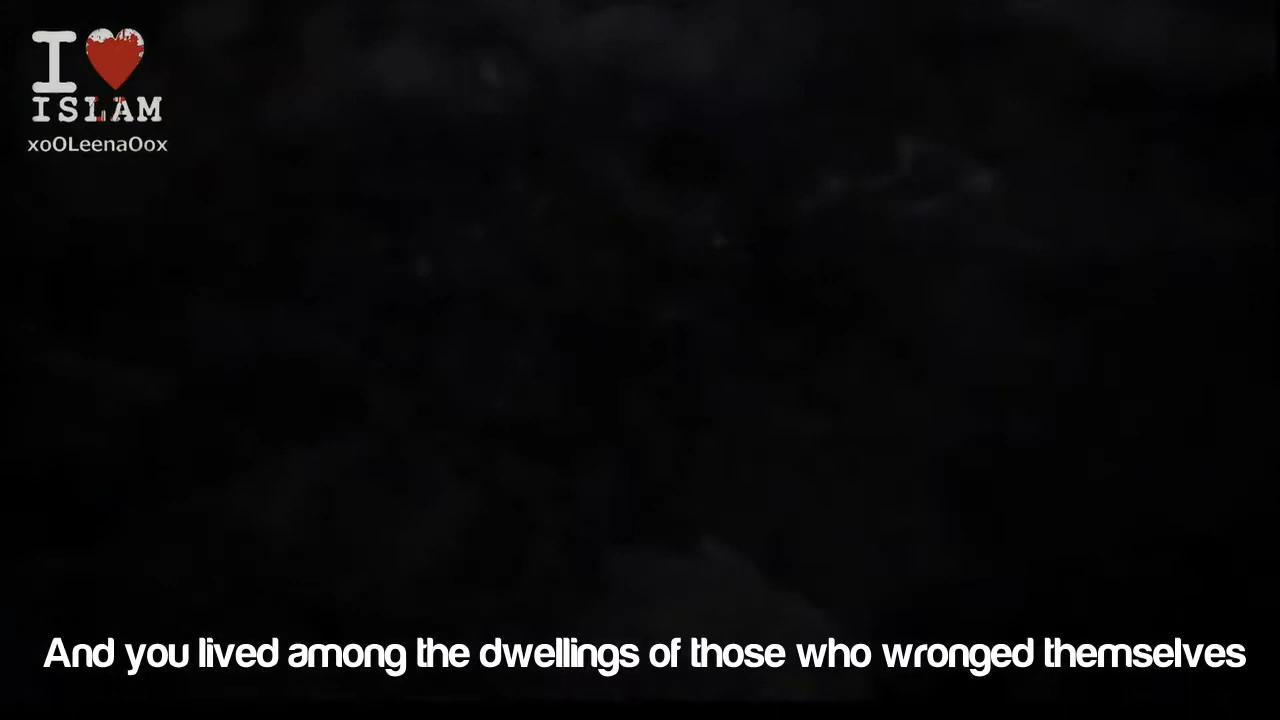 I
ISLAM
xoOLeenaOox
And you lived among the dwellings of those who wronged themselves